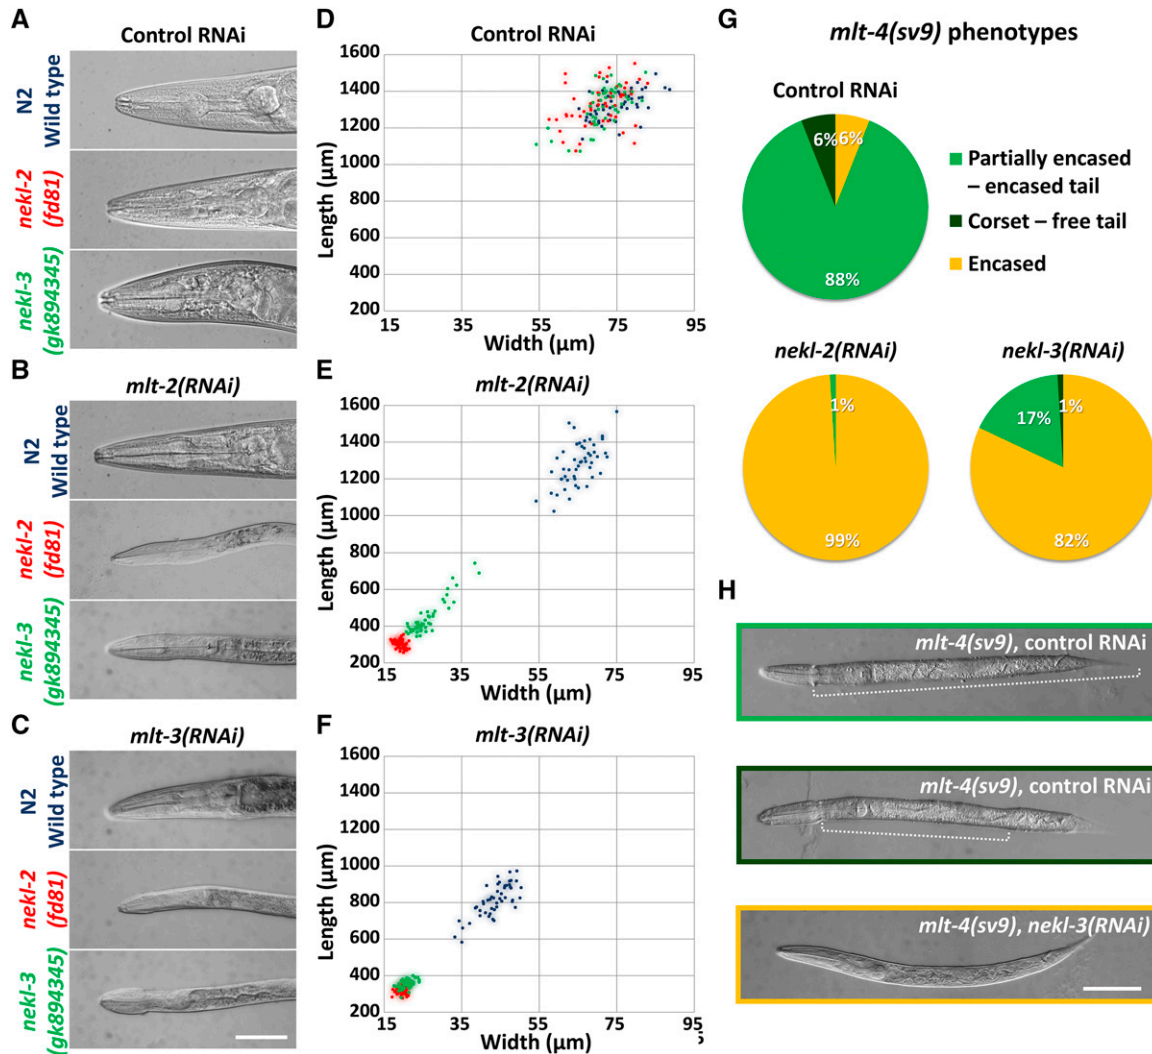 A
Control RNAi
N2
Wild type
nekl-2
(fd81)
nekl-3
(gk894345)
B
mlt-2(RNAi)
N2
Wild type
nekl-2
(fd81)
nekl-3
(gk894345)
C
mlt-3(RNAi)
N2
Wild type
nekl-2
(fd81)
nekl-3
(gk894345)
D
Control RNAi
Length (µm)
1600
1400
1200
1000
800
600
400
200
15 35 55 75 95
Width (µm)
E
mlt-2(RNAi)
Length (µm)
1600
1400
1200
1000
800
600
400
200
15 35 55 75 95
Width (µm)
F
mlt-3(RNAi)
Length (µm)
1600
1400
1200
1000
800
600
400
200
15 35 55 75 95
Width (µm)
5
G
mlt-4(sv9) phenotypes
Control RNAi
6% 6%
88%
Partially encased
– encased tail
Corset – free tail
Encased
nekl-2(RNAi)
1%
99%
nekl-3(RNAi)
17% 1%
82%
H
mlt-4(sv9), control RNAi
mlt-4(sv9), control RNAi
mlt-4(sv9), nekl-3(RNAi)